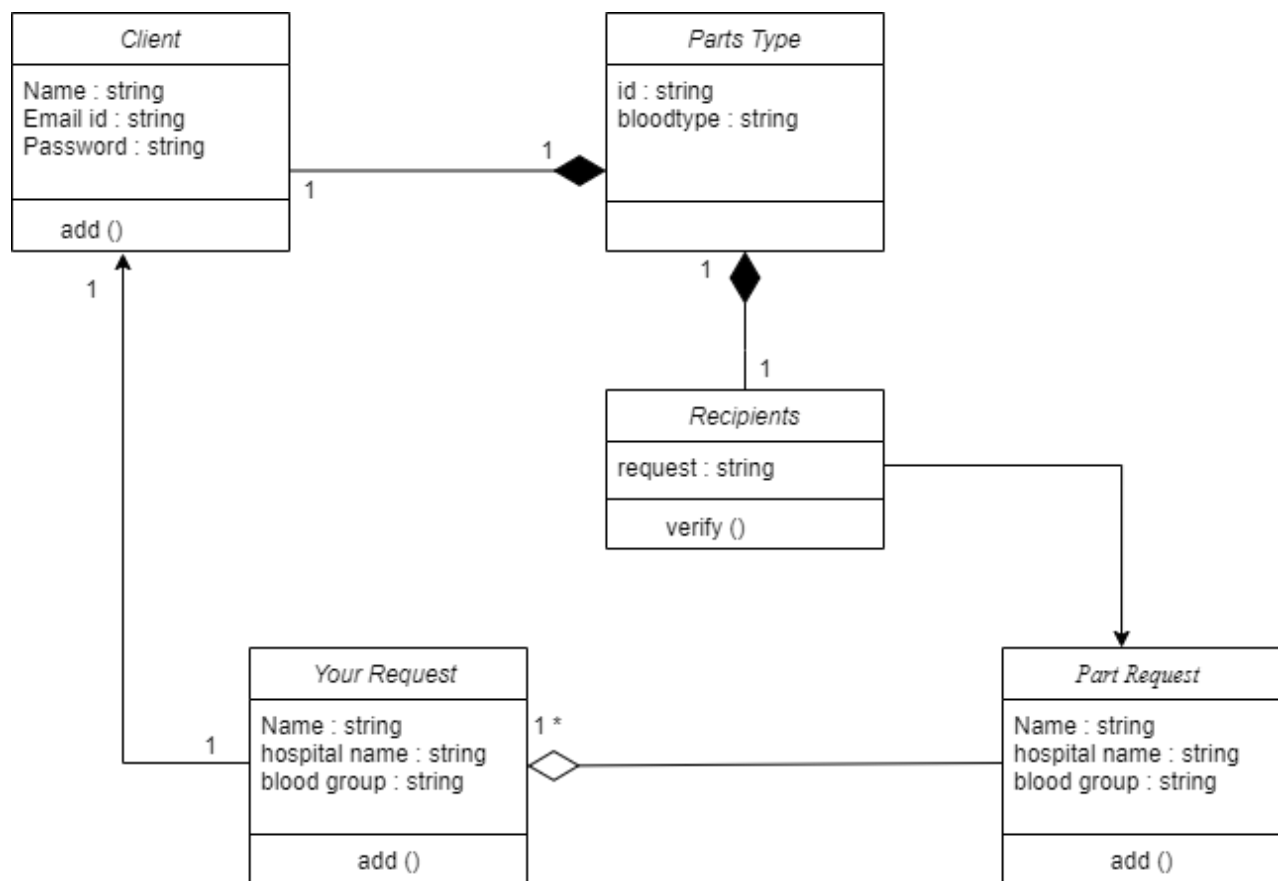 Client
Name : string
Email id : string
Password : string
add ()
Parts Type
id : string
bloodtype : string
1
1
1
1
1
Recipients
request : string
verify ()
Your Request
Name : string
hospital name : string
blood group : string
add ()
1
1 *
Part Request
Name : string
hospital name : string
blood group : string
add ()